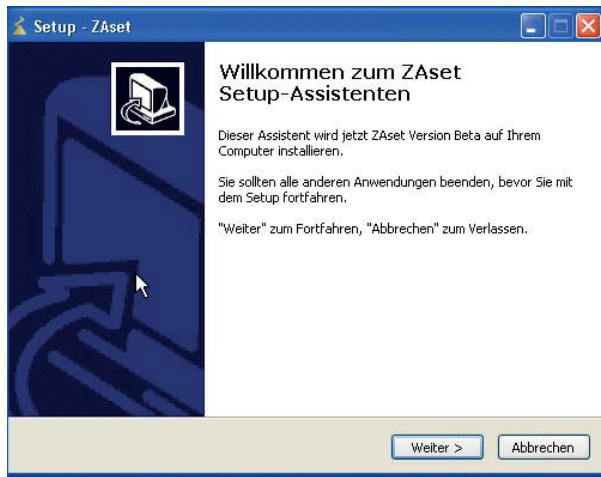 Setup - ZAset
Willkommen zum ZAset
Setup-Assistenten
Dieser Assistent wird jetzt ZAset Version Beta auf Ihrem
Computer installieren.
Sie sollten alle anderen Anwendungen beenden, bevor Sie mit
dem Setup fortfahren.
"Weiter" zum Fortfahren, "Abbrechen" zum Verlassen.
Weiter >
Abbrechen